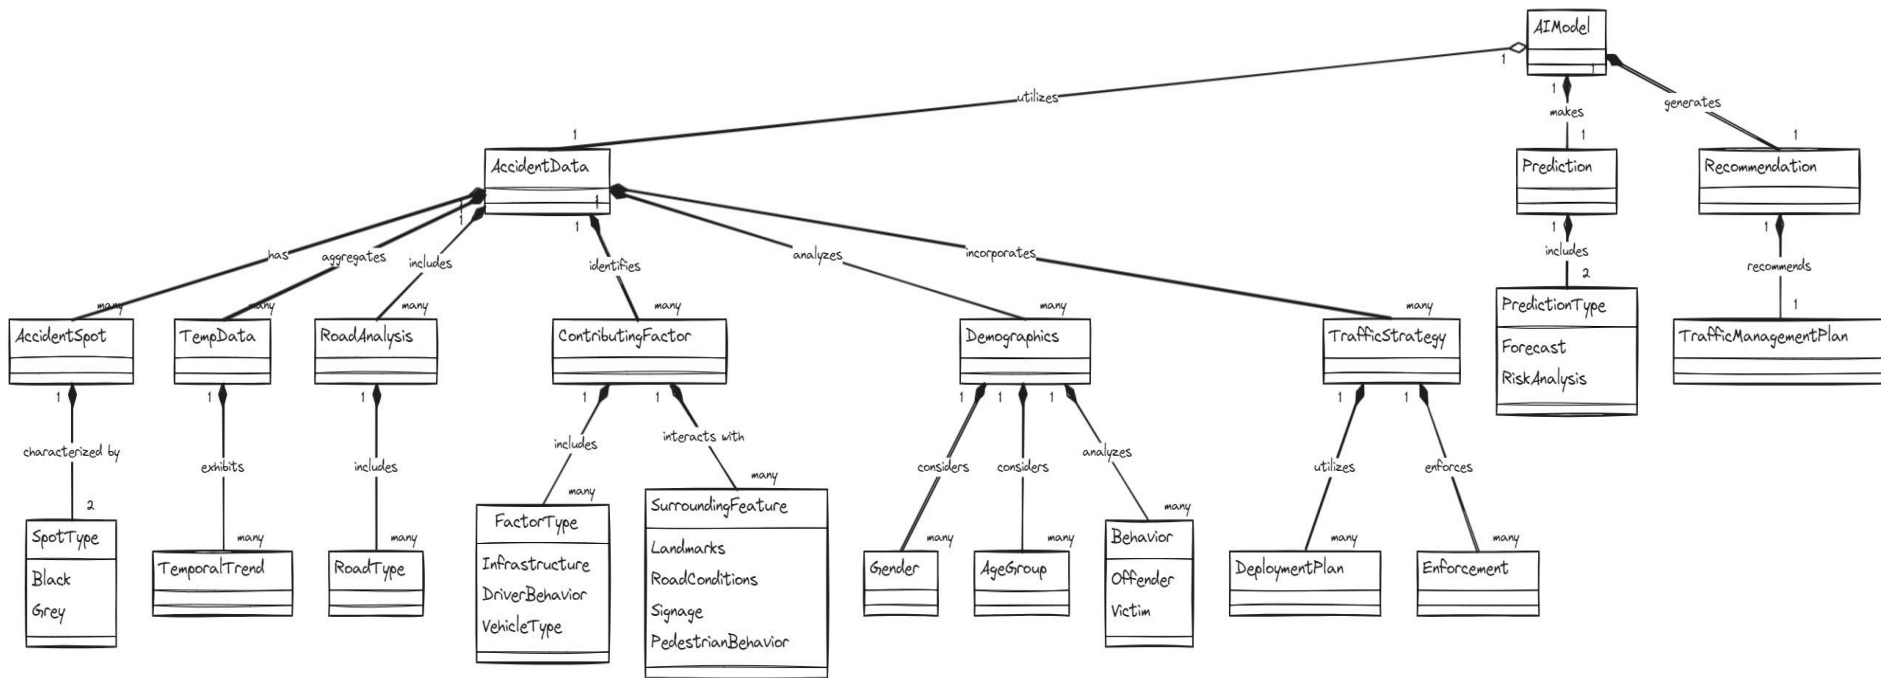 AIModel
1
1
1
utilizes
makes
generates
1
1
1
AccidentData
Prediction
Recommendation
1
1
1
1
1
1
has
aggregates
includes
identifies
analyzes
incorporates
includes
recommends
many
many
many
many
many
many
2
1
AccidentSpot
TempData
RoadAnalysis
ContributingFactor
Demographics
TrafficStrategy
PredictionType
Forecast
RiskAnalysis
TrafficManagementPlan
1
1
1
1
1
1
1
1
1
1
characterized by
exhibits
includes
includes
interacts with
considers
considers
analyzes
utilizes
enforces
2
many
many
many
many
many
many
many
many
many
SpotType
Black
Grey
TemporalTrend
RoadType
FactorType
Infrastructure
DriverBehavior
VehicleType
SurroundingFeature
Landmarks
RoadConditions
Signage
PedestrianBehavior
Gender
AgeGroup
Behavior
Offender
Victim
DeploymentPlan
Enforcement